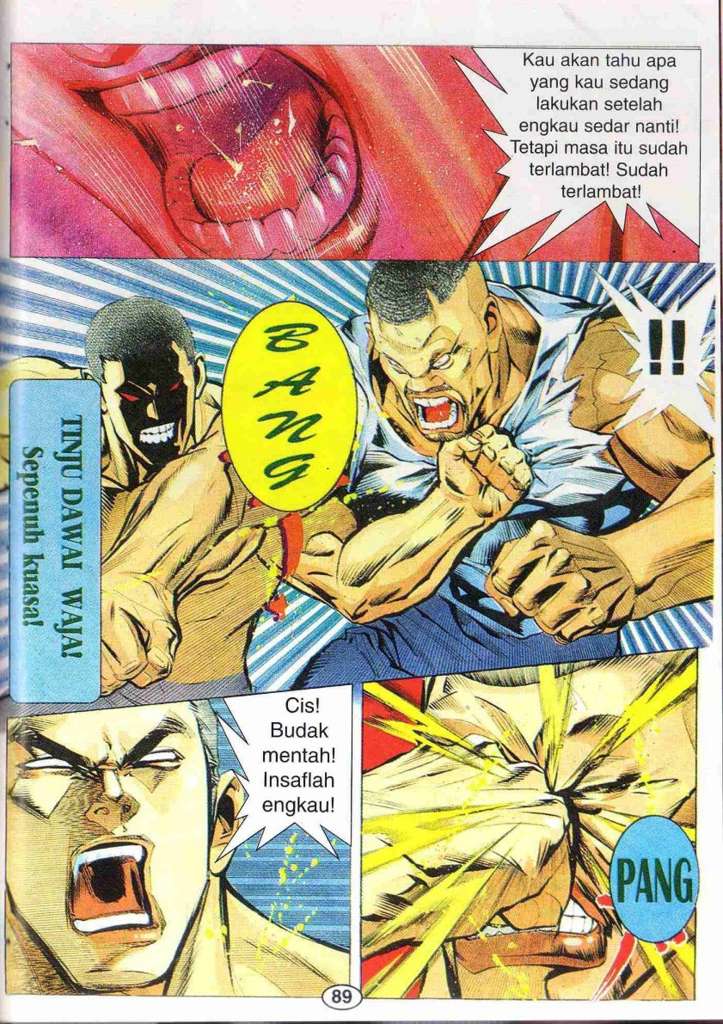 Kau akan tahu apa
yang kau sedang
lakukan setelah
engkau sedar nanti!
Tetapi masa itu sudah
terlambat! Sudah
terlambat!
!!
BANG
TINJU DAWAI WAJA!
Sepenuh kuasa!
Cis!
Budak
mentah!
Insaflah
engkau!
PANG
89